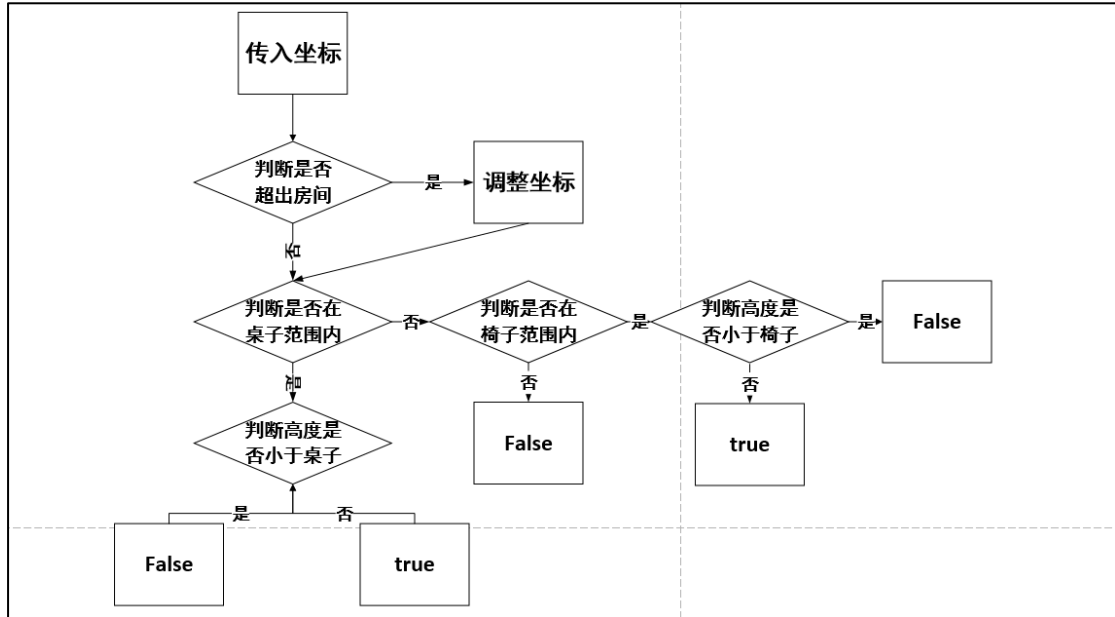 传入坐标
判断是否
超出房间
是
调整坐标
否
判断是否在
桌子范围内
否
判断是否在
椅子范围内
是
判断高度是
否小于椅子
是
False
是
否
否
判断高度是
否小于桌子
False
true
是
否
False
true